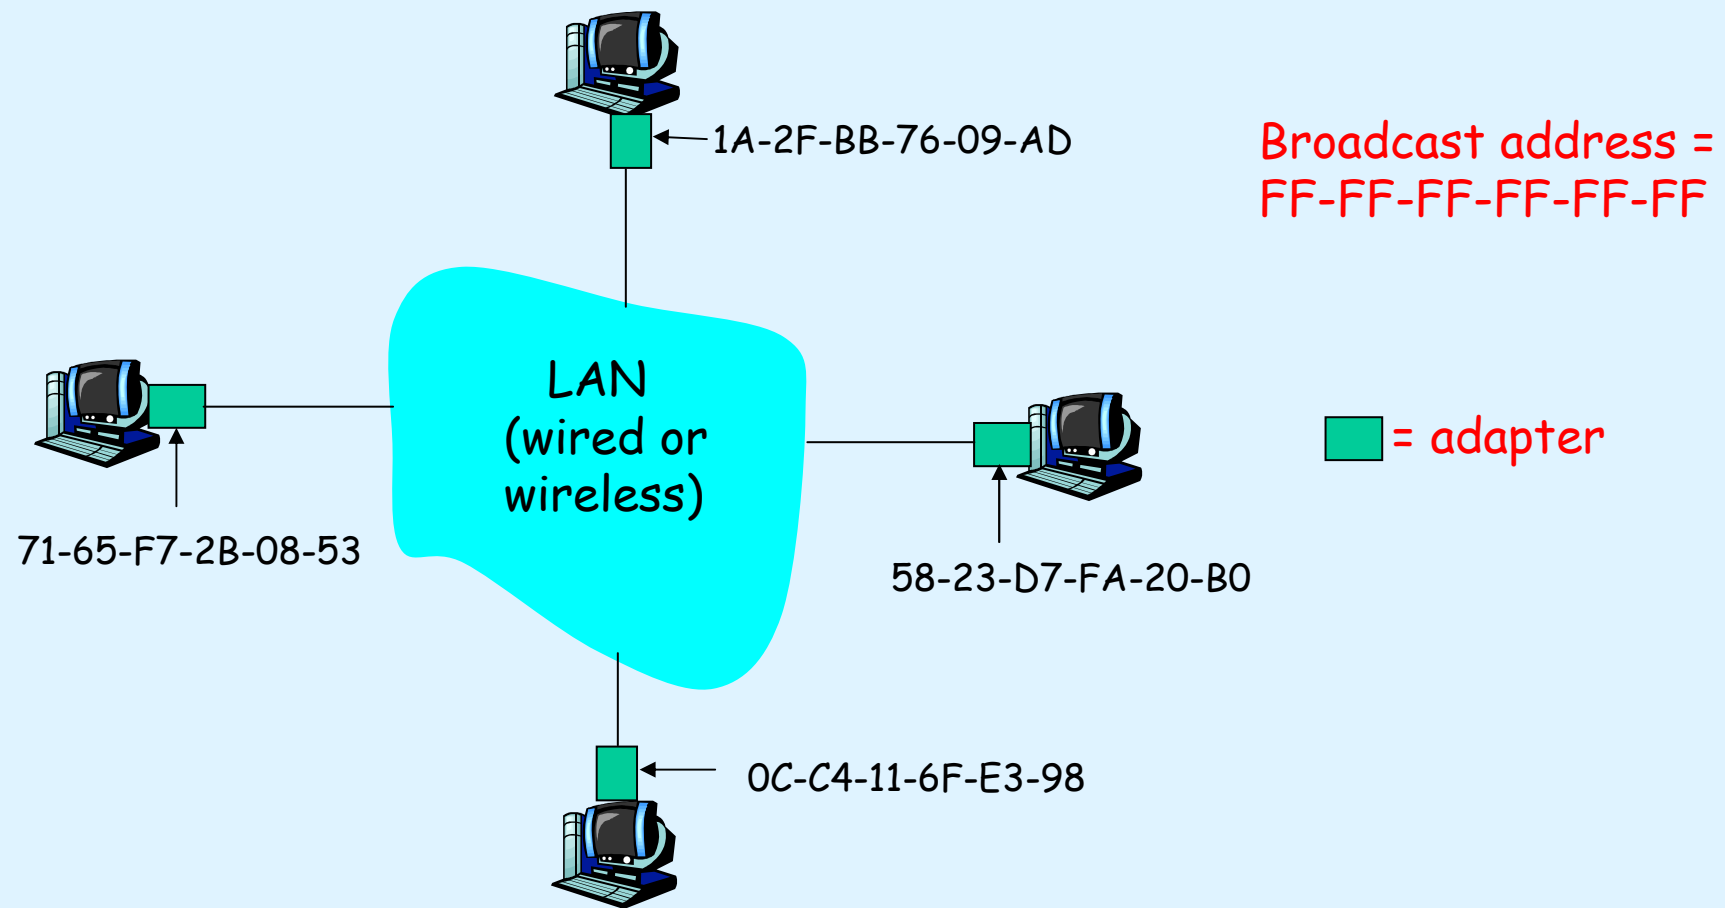 1A-2F-BB-76-09-AD
Broadcast address =
FF-FF-FF-FF-FF-FF
LAN
(wired or
wireless)
= adapter
71-65-F7-2B-08-53
58-23-D7-FA-20-B0
0C-C4-11-6F-E3-98